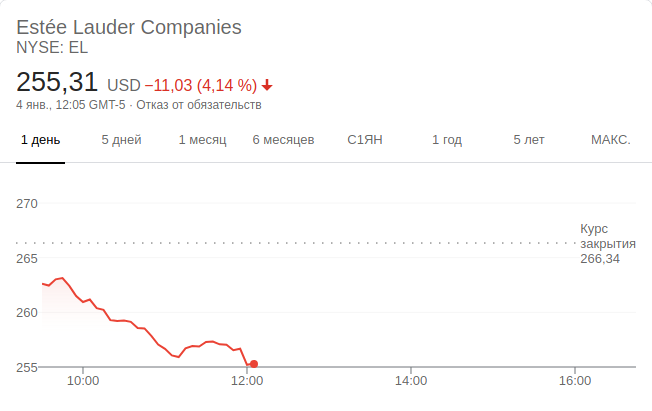 Estée Lauder Companies
NYSE: EL
255,31 USD −11,03 (4,14 %)
4 янв., 12:05 GMT-5 · Отказ от обязательств
1 день 5 дней 1 месяц 6 месяцев С1ЯН 1 год 5 лет МАКС.
270
Курс
закрытия
266,34
265
260
255
10:00 12:00 14:00 16:00